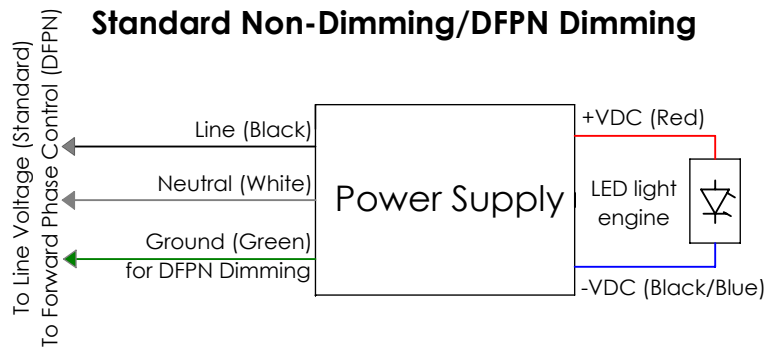 Standard Non-Dimming/DFPN Dimming
To Line Voltage (Standard)
To Forward Phase Control (DFPN)
Line (Black)
Neutral (White)
Ground (Green)
for DFPN Dimming
Power Supply
+VDC (Red)
LED light
engine
-VDC (Black/Blue)